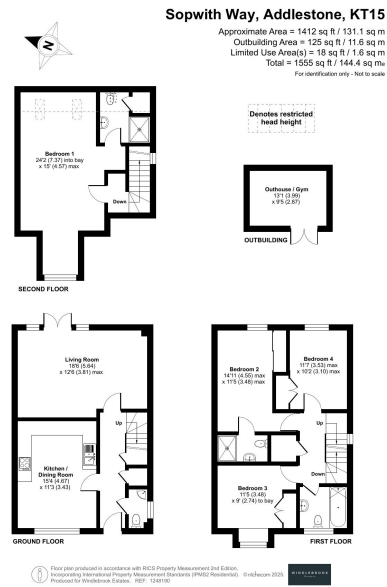 Sopwith Way, Addlestone, KT15
Approximate Area = 1412 sq ft / 131.1 sq m
Outbuilding Area = 125 sq ft / 11.6 sq m
Limited Use Area(s) = 18 sq ft / 1.6 sq m
Total = 1555 sq ft / 144.4 sq m
For identification only - Not to scale
N
Denotes restricted
head height
Bedroom 1
24'2 (7.37) into bay
x 15' (4.57) max
Down
SECOND FLOOR
Outhouse / Gym
13'1 (3.99)
x 9'5 (2.87)
OUTBUILDING
Living Room
18'6 (5.64)
x 12'6 (3.81) max
Up
Kitchen /
Dining Room
15'4 (4.67)
x 11'3 (3.43)
GROUND FLOOR
Bedroom 2
14'11 (4.55) max
x 11'5 (3.48) max
Bedroom 4
11'7 (3.53) max
x 10'2 (3.10) max
Up
Down
Bedroom 3
11'5 (3.48)
x 9' (2.74) to bay
FIRST FLOOR
Floor plan produced in accordance with RICS Property Measurement 2nd Edition,
Incorporating International Property Measurement Standards (IPMS2 Residential). ©nichecom 2025.
Produced for Windlebrook Estates. REF: 1248190
WINDLEBROOK